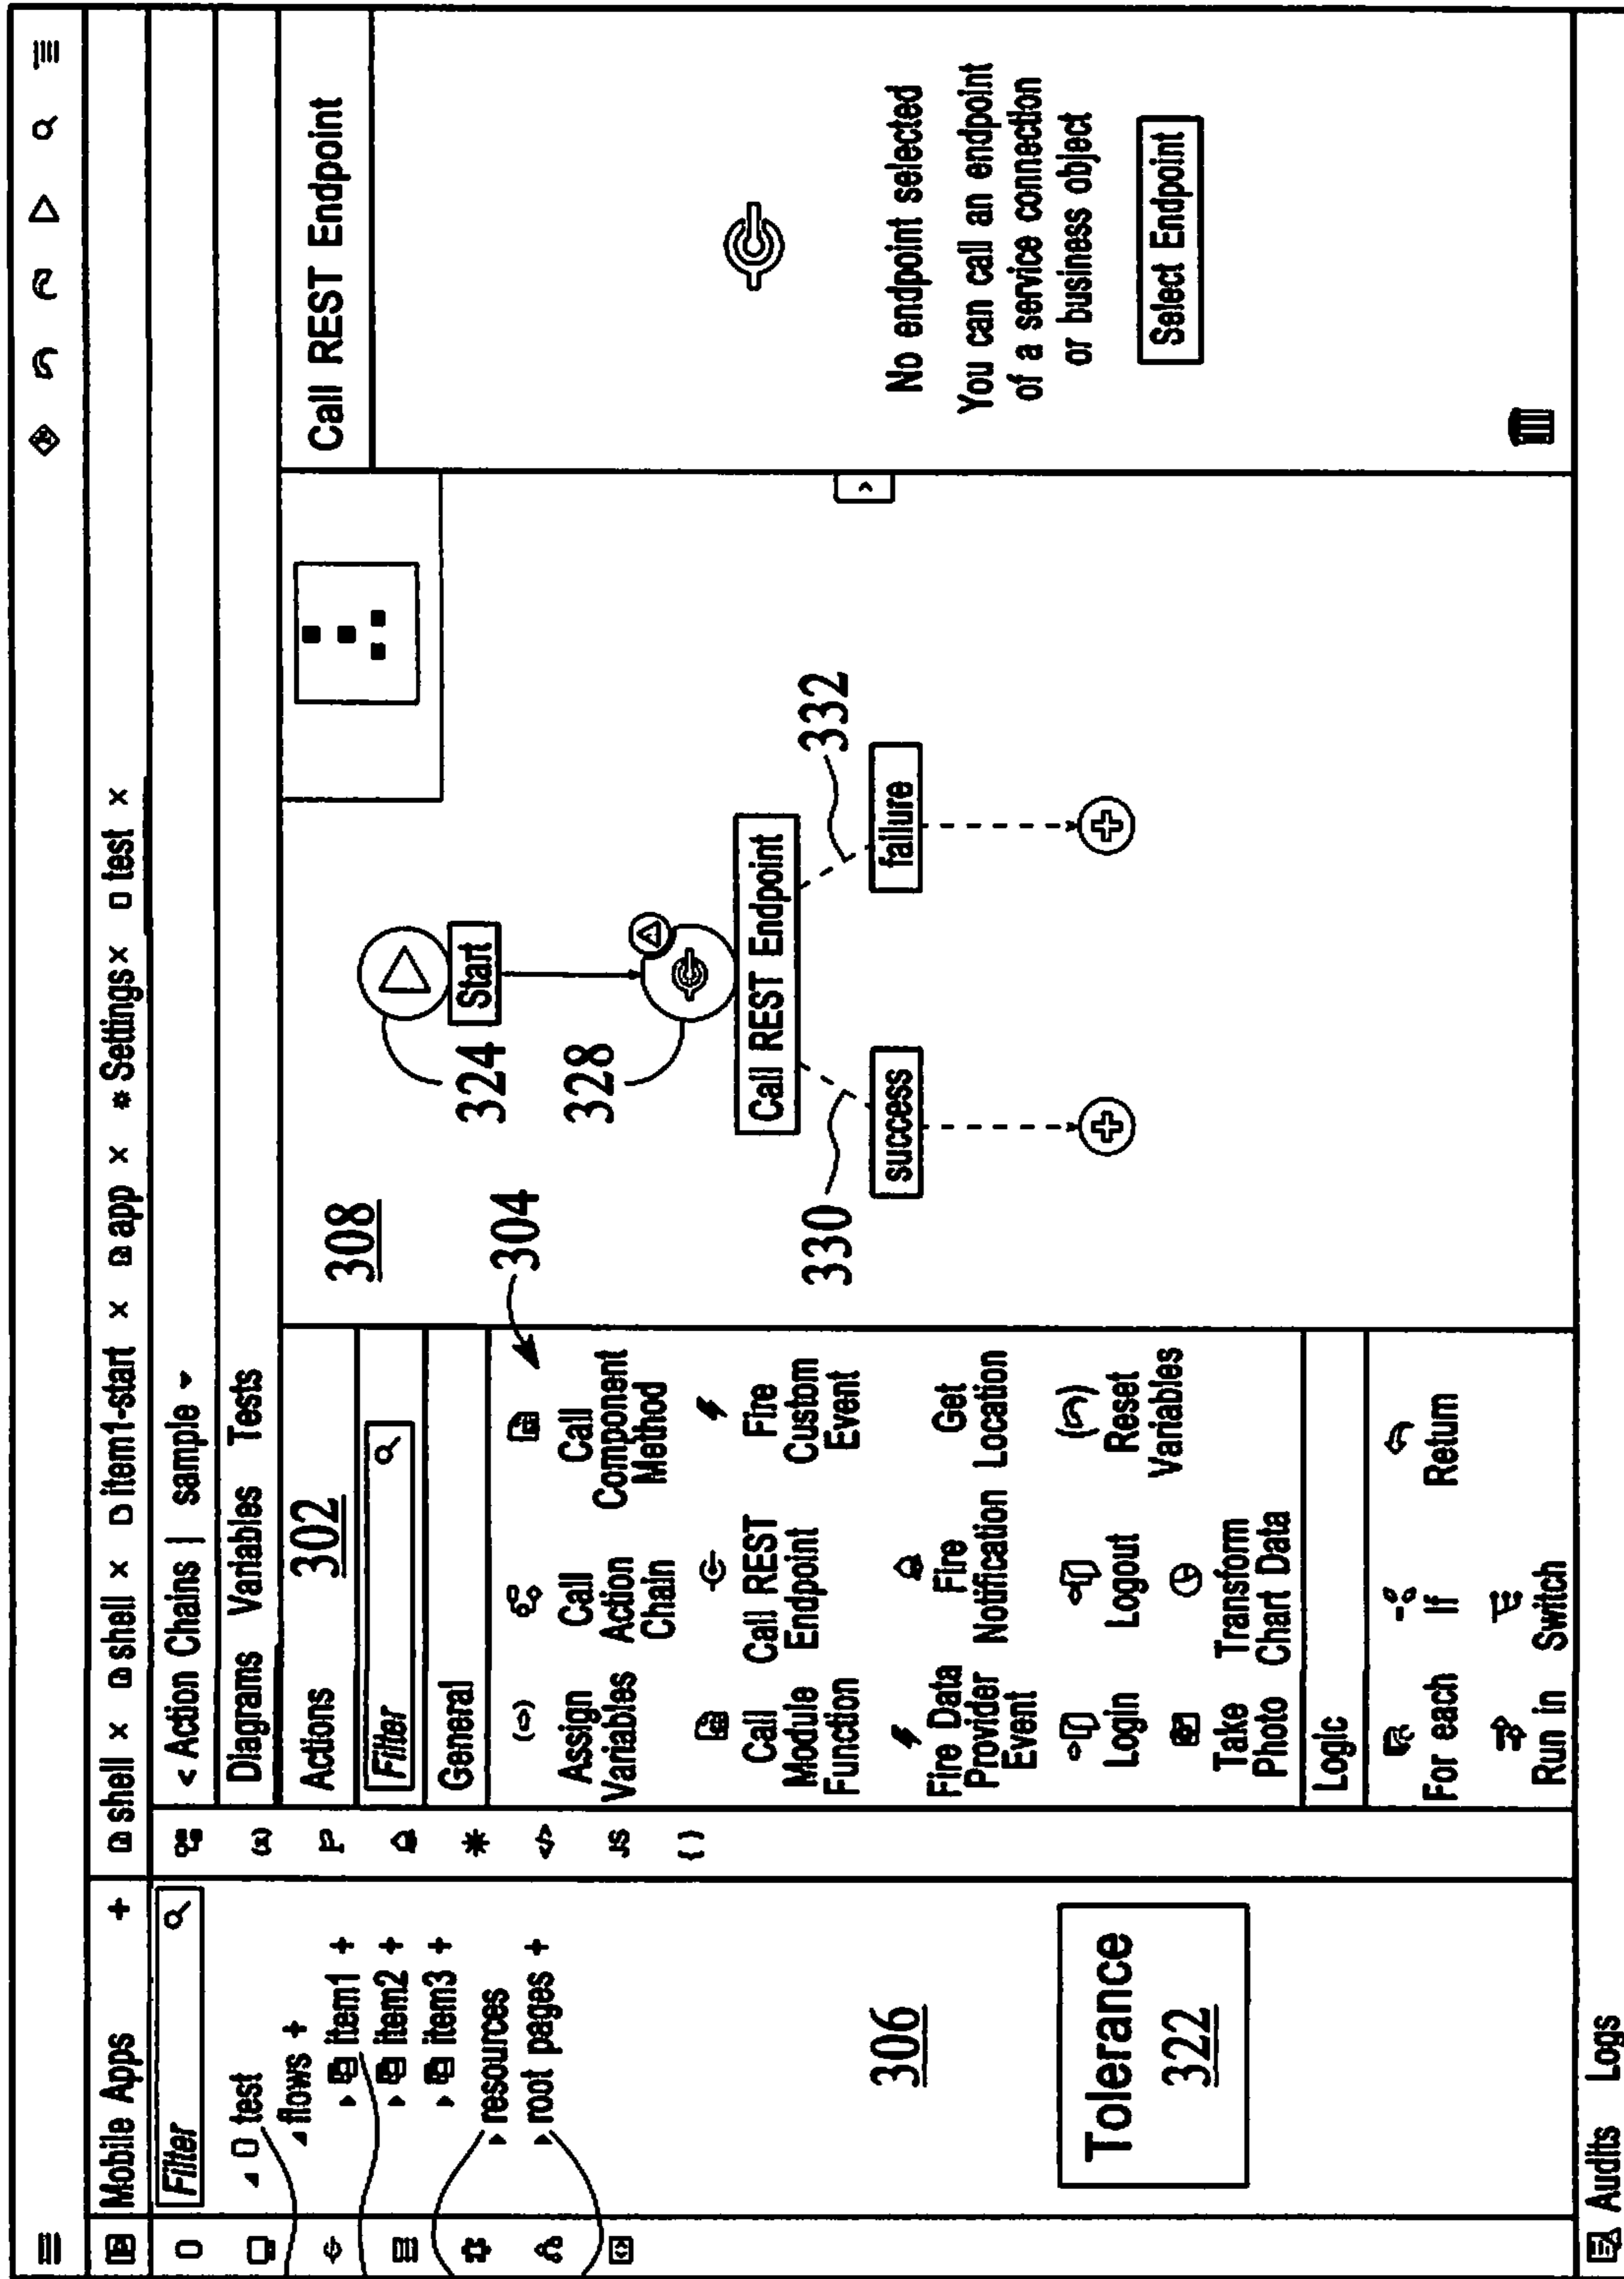 Mobile Apps +
shell × shell × item1-start × app × Settings × test ×
Filter
test
flows +
item1 +
item2 +
item3 +
resources
root pages +
306
Tolerance
322
(x)
</>
JS
{ }
< Action Chains | sample
Diagrams Variables Tests
Actions 302
Filter
General
304
Assign Variables
Call Action Chain
Call Component Method
Call Module Function
Call REST Endpoint
Fire Custom Event
Fire Data Provider Event
Fire Notification
Get Location
Login
Logout
Reset Variables
Take Photo
Transform Chart Data
Logic
For each
If
Return
Run in
Switch
308
324
Start
328
Call REST Endpoint
330
332
success
failure
Call REST Endpoint
No endpoint selected
You can call an endpoint
of a service connection
or business object
Select Endpoint
Audits Logs